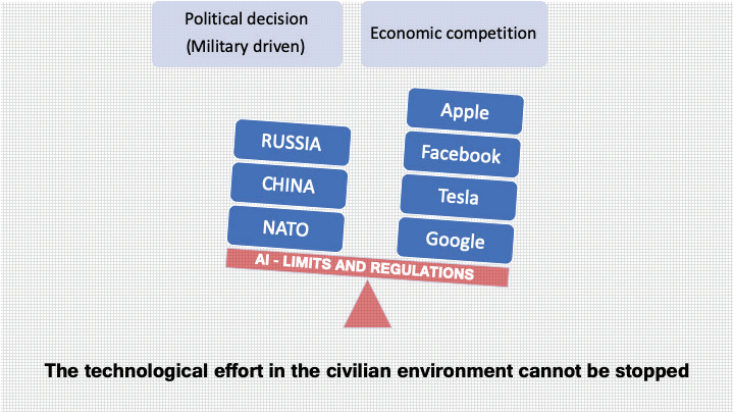 Political decision
(Military driven)
Economic competition
RUSSIA
CHINA
NATO
Apple
Facebook
Tesla
Google
AI - LIMITS AND REGULATIONS
The technological effort in the civilian environment cannot be stopped